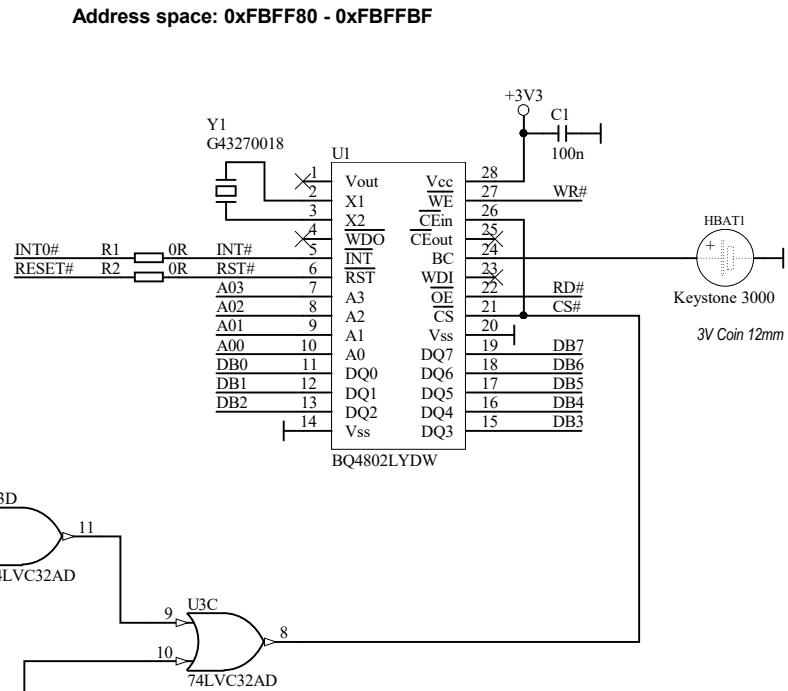 Address space: 0xFBFF80 - 0xFBFFBF
+3V3
C1
100n
Y1
G43270018
U1
1 Vout Vcc 28
2 X1 WE 27 WR#
3 X2 CEin 26
4 WDO CEout 25
INT0# R1 0R INT# 5 INT BC 24
RESET# R2 0R RST# 6 RST WDI 23
A03 7 A3 OE 22 RD#
A02 8 A2 CS 21 CS#
A01 9 A1 Vss 20
A00 10 A0 DQ7 19 DB7
DB0 11 DQ0 DQ6 18 DB6
DB1 12 DQ1 DQ5 17 DB5
DB2 13 DQ2 DQ4 16 DB4
14 Vss DQ3 15 DB3
BQ4802LYDW
HBAT1
+
Keystone 3000
3V Coin 12mm
3D
11
4LVC32AD
U3C
9
8
10
74LVC32AD